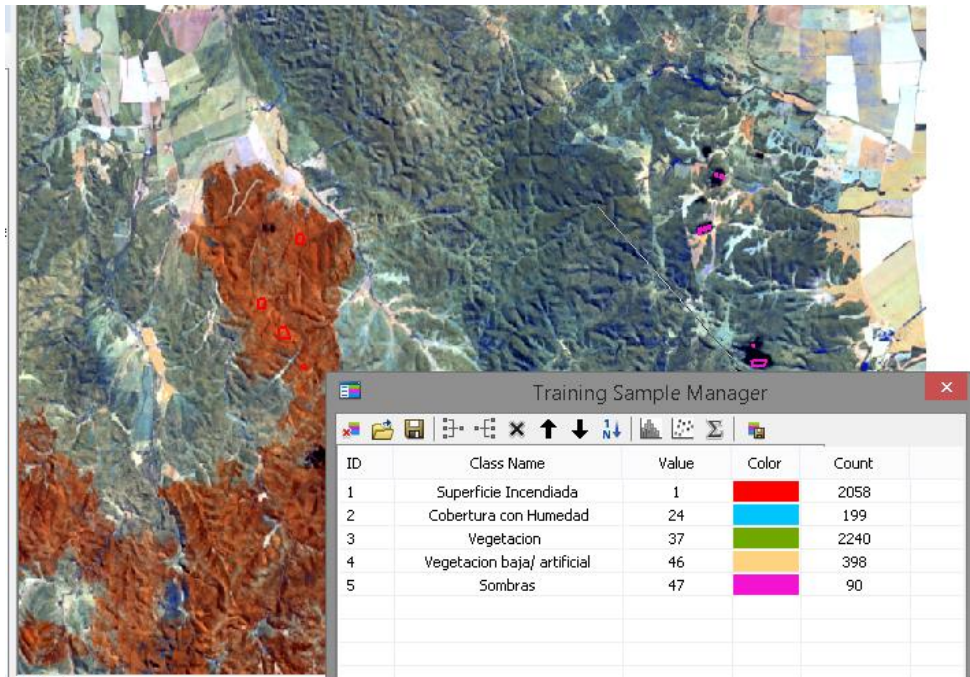 Training Sample Manager
ID Class Name Value Color Count
1 Superficie Incendiada 1 2058
2 Cobertura con Humedad 24 199
3 Vegetacion 37 2240
4 Vegetacion baja/ artificial 46 398
5 Sombras 47 90